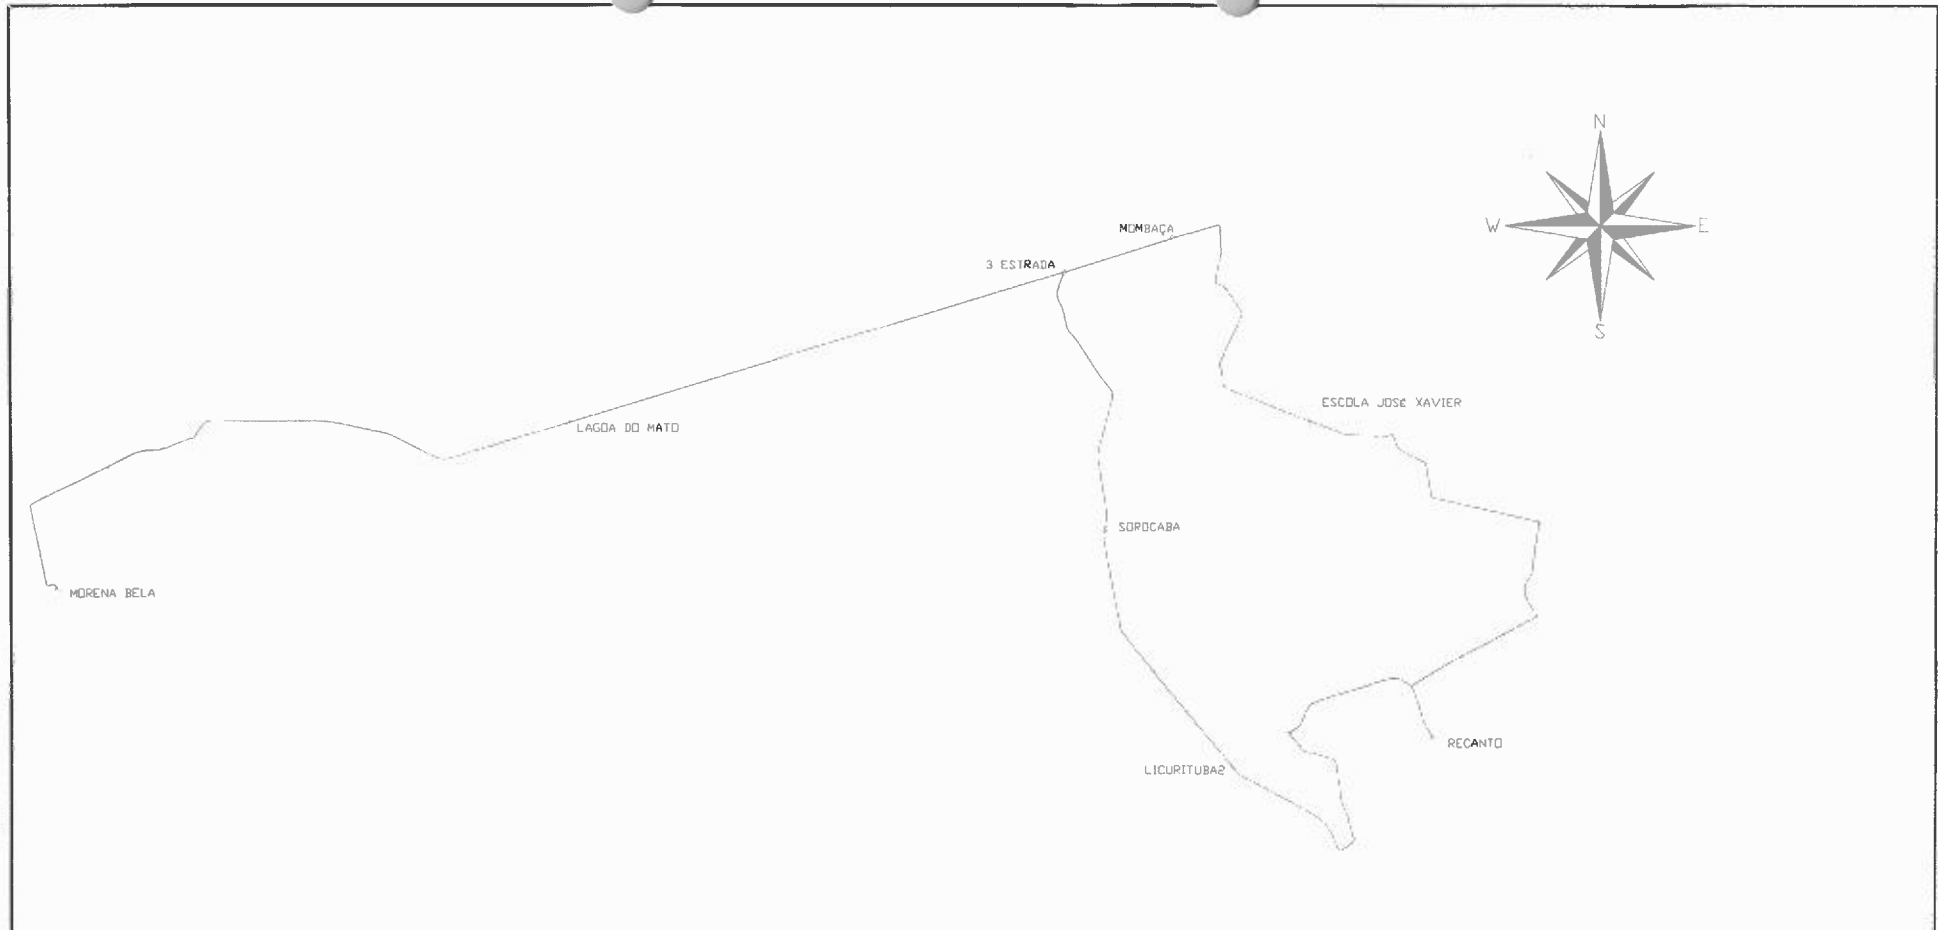 N
MOMBAÇA
W
E
3 ESTRADA
S
ESCOLA JOSÉ XAVIER
LAGOA DO MATO
SOROCABA
MORENA BELA
RECANTO
LICURITUBA2